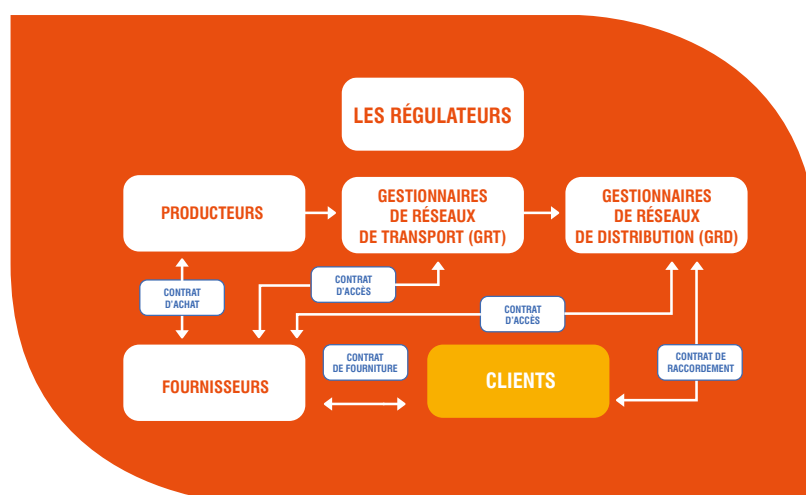 LES RÉGULATEURS
PRODUCTEURS
GESTIONNAIRES
DE RÉSEAUX
DE TRANSPORT (GRT)
GESTIONNAIRES
DE RÉSEAUX
DE DISTRIBUTION (GRD)
CONTRAT
D'ACHAT
CONTRAT
D'ACCÈS
CONTRAT
D'ACCÈS
FOURNISSEURS
CONTRAT
DE FOURNITURE
CLIENTS
CONTRAT DE
RACCORDEMENT